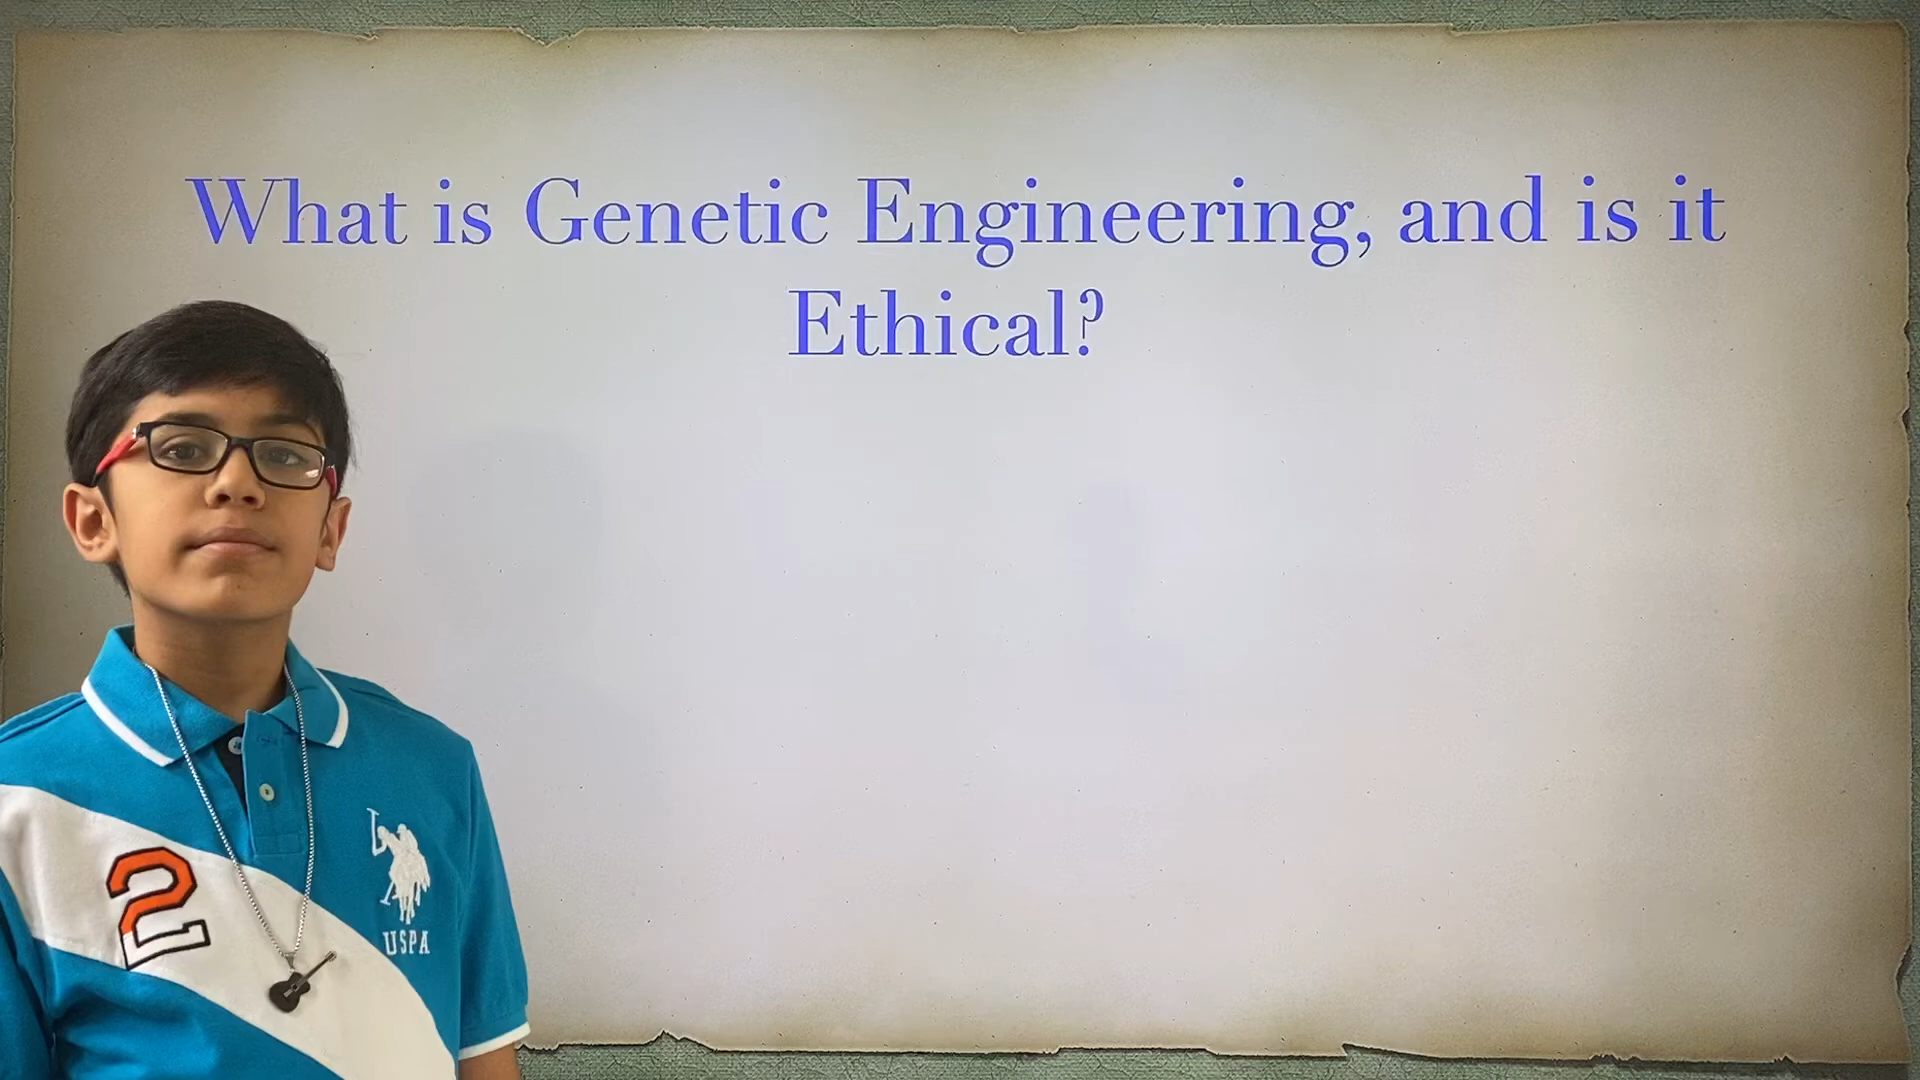 What is Genetic Engineering, and is it
Ethical?
2
USPA